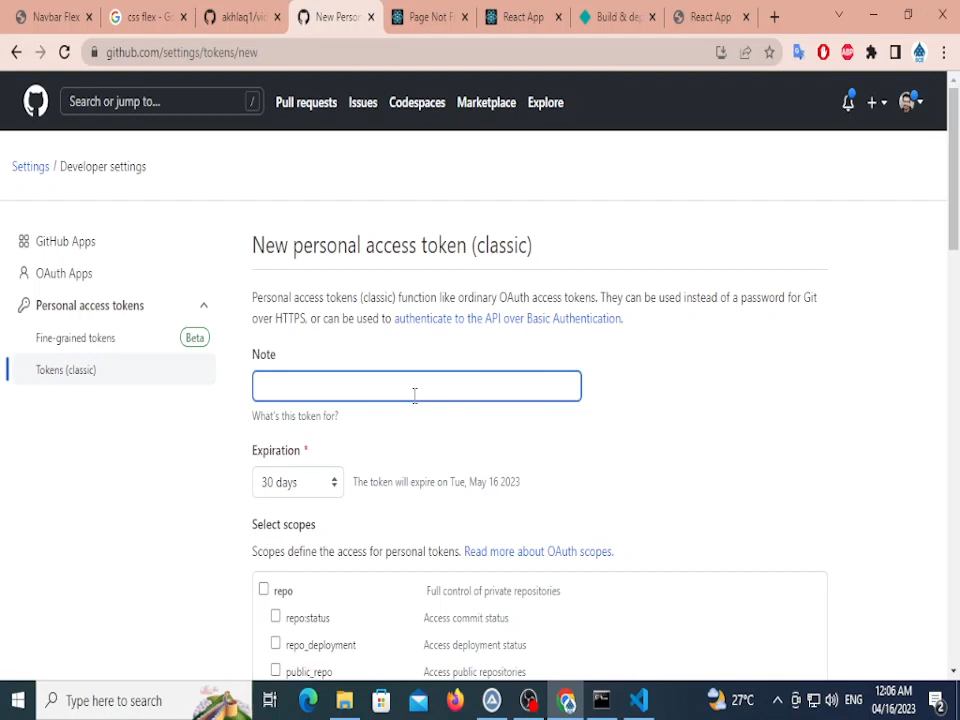 Navbar Flex
css flex - G
akhlaq1/vi
New Person
Page Not F
React App
Build & de
React App
github.com/settings/tokens/new
Search or jump to... /
Pull requests
Issues
Codespaces
Marketplace
Explore
Settings / Developer settings
GitHub Apps
OAuth Apps
Personal access tokens
Fine-grained tokens
Beta
Tokens (classic)
New personal access token (classic)
Personal access tokens (classic) function like ordinary OAuth access tokens. They can be used instead of a password for Git
over HTTPS, or can be used to authenticate to the API over Basic Authentication.
Note
What's this token for?
Expiration *
30 days
The token will expire on Tue, May 16 2023
Select scopes
Scopes define the access for personal tokens. Read more about OAuth scopes.
repo Full control of private repositories
repo:status Access commit status
repo_deployment Access deployment status
public_repo Access public repositories
Type here to search
27°C
ENG
12:06 AM
04/16/2023
2